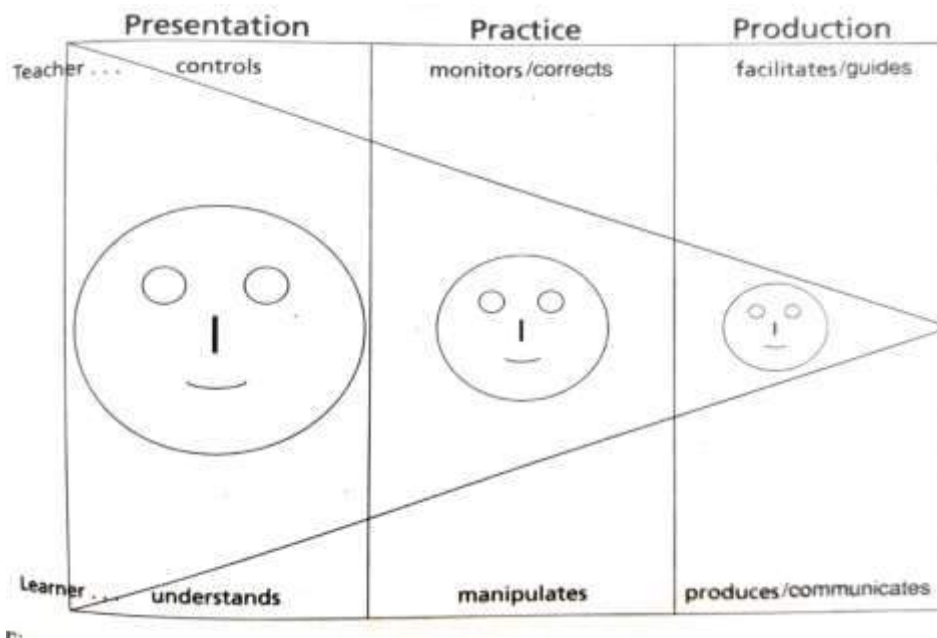 Presentation Practice Production
Teacher . . . controls monitors/corrects facilitates/guides
Learner . . . understands manipulates produces/communicates